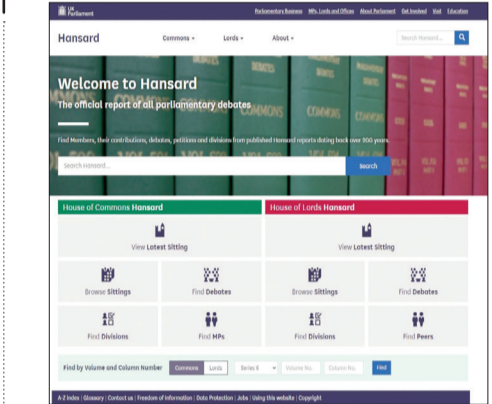 UK Parliament
Parliamentary Business MPs, Lords and Offices About Parliament Get Involved Visit Education
Hansard Commons Lords About Search Hansard...
Welcome to Hansard
The official report of all parliamentary debates
Find Members, their contributions, debates, petitions and divisions from published Hansard reports dating back over 200 years.
Search Hansard... Search
House of Commons Hansard House of Lords Hansard
View Latest Sitting View Latest Sitting
Browse Sittings Find Debates Browse Sittings Find Debates
Find Divisions Find MPs Find Divisions Find Peers
Find by Volume and Column Number Commons Lords Series 6 Volume No. Column No. Find
A-Z Index | Glossary | Contact us | Freedom of Information | Data Protection | Jobs | Using this website | Copyright